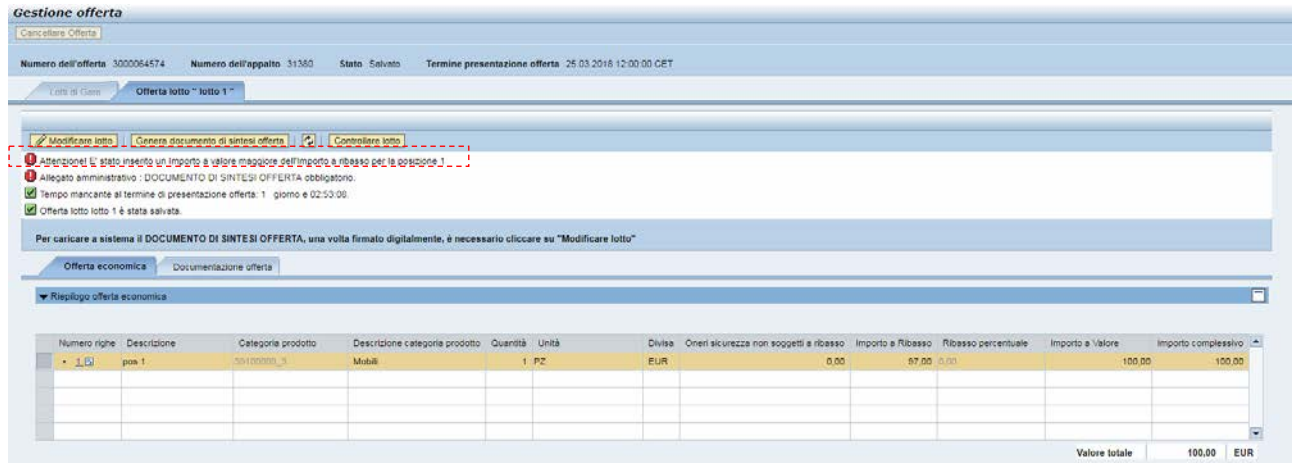 Gestione offerta
Cancellare Offerta
Numero dell'offerta 3000064574 Numero dell'appalto 31380 Stato Salvato Termine presentazione offerta 25.03.2018 12:00:00 CET
Lotti di Gara Offerta lotto " lotto 1 "
Modificare lotto Genera documento di sintesi offerta Controllare lotto
Attenzione! E' stato inserito un Importo a valore maggiore dell'Importo a ribasso per la posizione 1
Allegato amministrativo : DOCUMENTO DI SINTESI OFFERTA obbligatorio.
Tempo mancante al termine di presentazione offerta: 1 giorno e 02:53:08.
Offerta lotto lotto 1 è stata salvata.
Per caricare a sistema il DOCUMENTO DI SINTESI OFFERTA, una volta firmato digitalmente, è necessario cliccare su "Modificare lotto"
Offerta economica Documentazione offerta
Riepilogo offerta economica
Numero righe Descrizione Categoria prodotto Descrizione categoria prodotto Quantità Unità Divisa Oneri sicurezza non soggetti a ribasso Importo a Ribasso Ribasso percentuale Importo a Valore Importo complessivo
1 pos 1 Mobili 1 PZ EUR 0,00 97,00 0,00 100,00 100,00
Valore totale 100,00 EUR